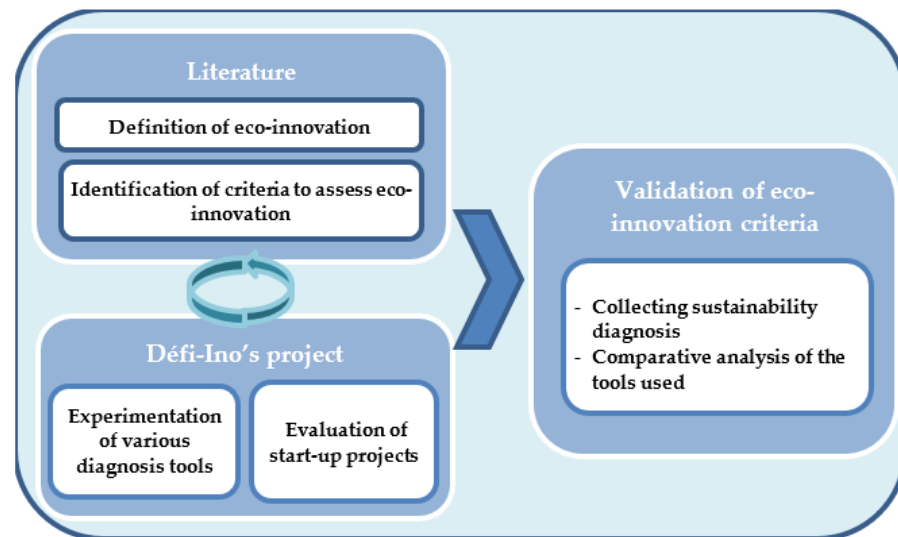 Literature
Definition of eco-innovation
Identification of criteria to assess eco-
innovation
Défi-Ino's project
Experimentation
of various
diagnosis tools
Evaluation of
start-up projects
Validation of eco-
innovation criteria
- Collecting sustainability
diagnosis
- Comparative analysis of the
tools used